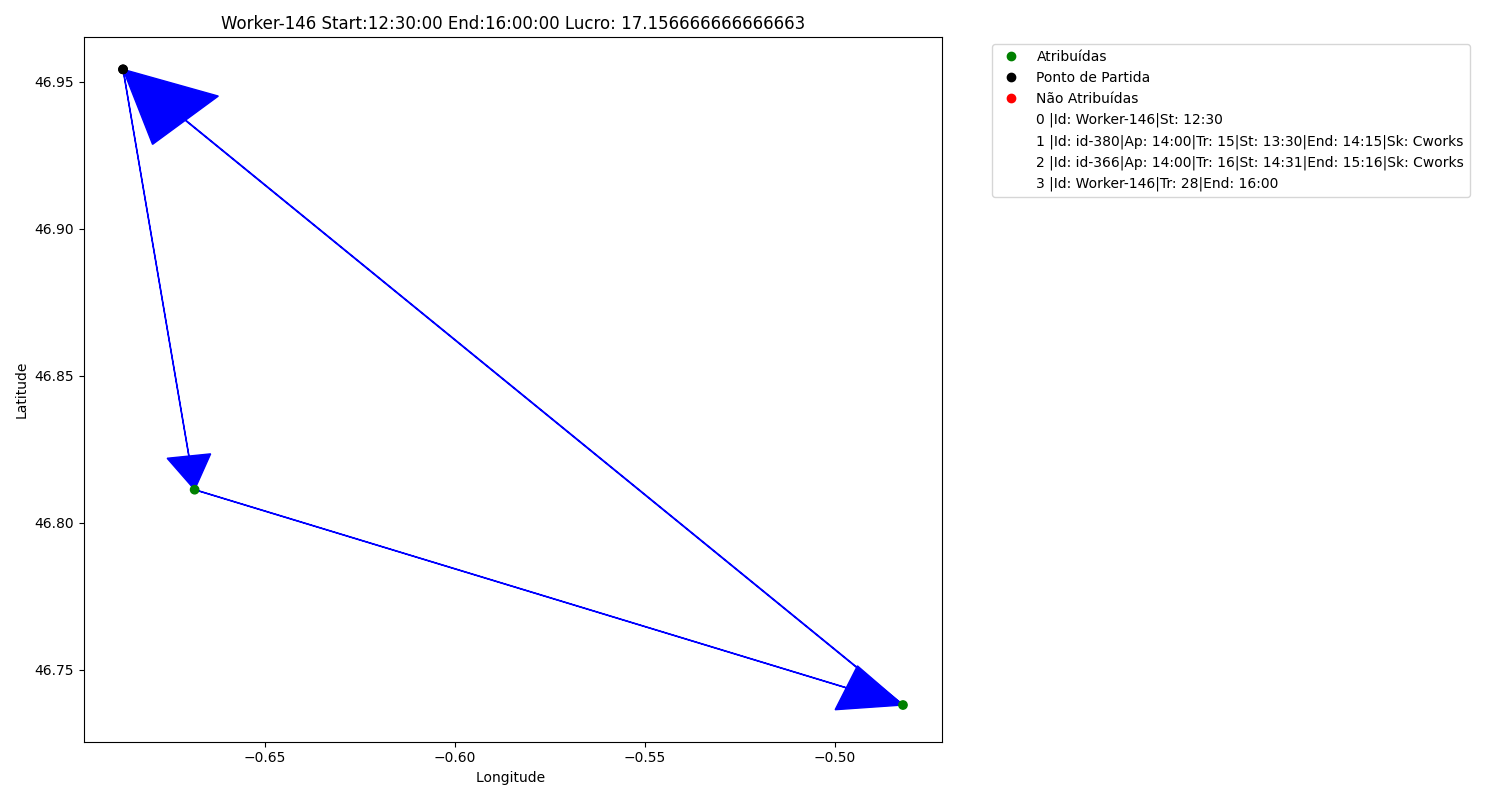 Worker-146 Start:12:30:00 End:16:00:00 Lucro: 17.156666666666663
46.95
46.90
46.85
46.80
46.75
Latitude
−0.65
−0.60
−0.55
−0.50
Longitude
Atribuídas
Ponto de Partida
Não Atribuídas
0 |Id: Worker-146|St: 12:30
1 |Id: id-380|Ap: 14:00|Tr: 15|St: 13:30|End: 14:15|Sk: Cworks
2 |Id: id-366|Ap: 14:00|Tr: 16|St: 14:31|End: 15:16|Sk: Cworks
3 |Id: Worker-146|Tr: 28|End: 16:00